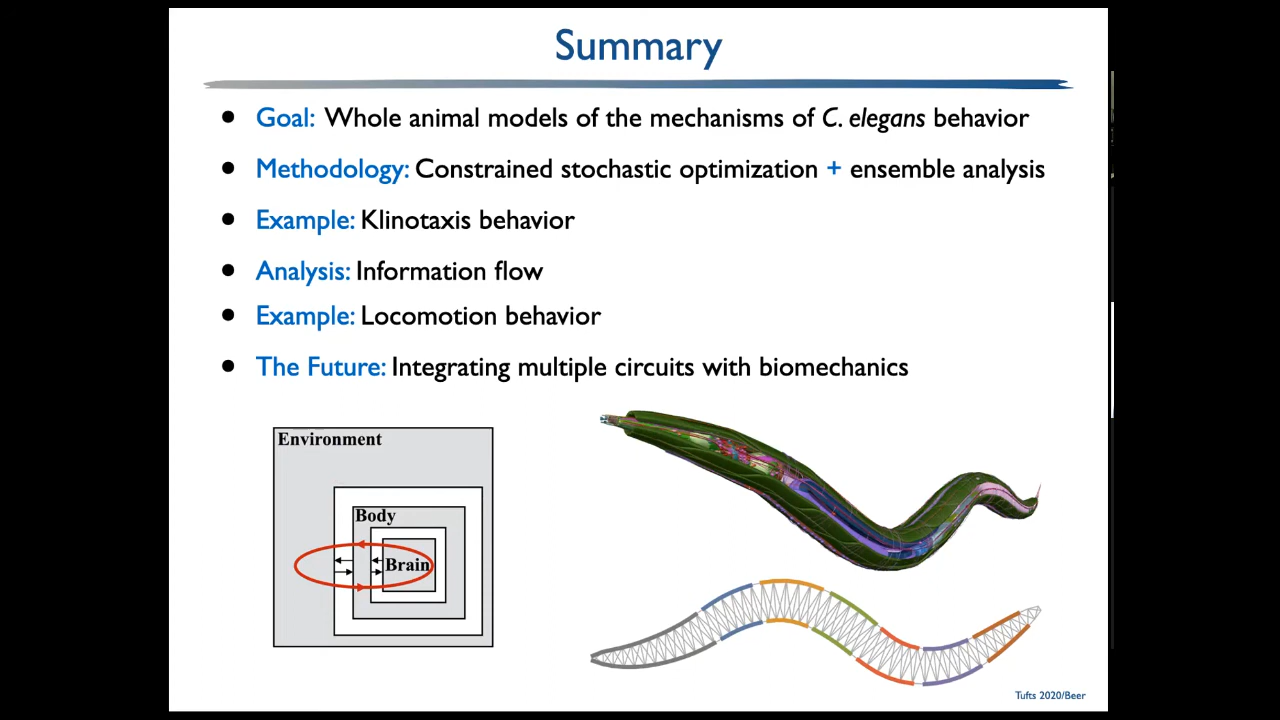 Summary
• Goal: Whole animal models of the mechanisms of C. elegans behavior
• Methodology: Constrained stochastic optimization + ensemble analysis
• Example: Klinotaxis behavior
• Analysis: Information flow
• Example: Locomotion behavior
• The Future: Integrating multiple circuits with biomechanics
Environment
Body
Brain
Tufts 2020/Beer